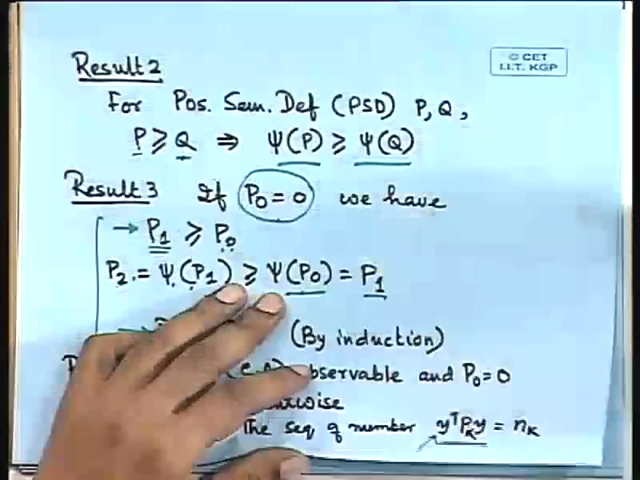 Result 2
© CET
I.I.T. KGP
For Pos. Sem. Def (PSD) P, Q,
P ≥ Q ⇒ Ψ(P) ≥ Ψ(Q)
Result 3 If P₀ = 0 we have
→ P₁ ≥ P₀
P₂ = Ψ(P₁) ≥ Ψ(P₀) = P₁
(By induction)
observable and P₀ = 0
The seq of number yᵀPₖy = nₖ